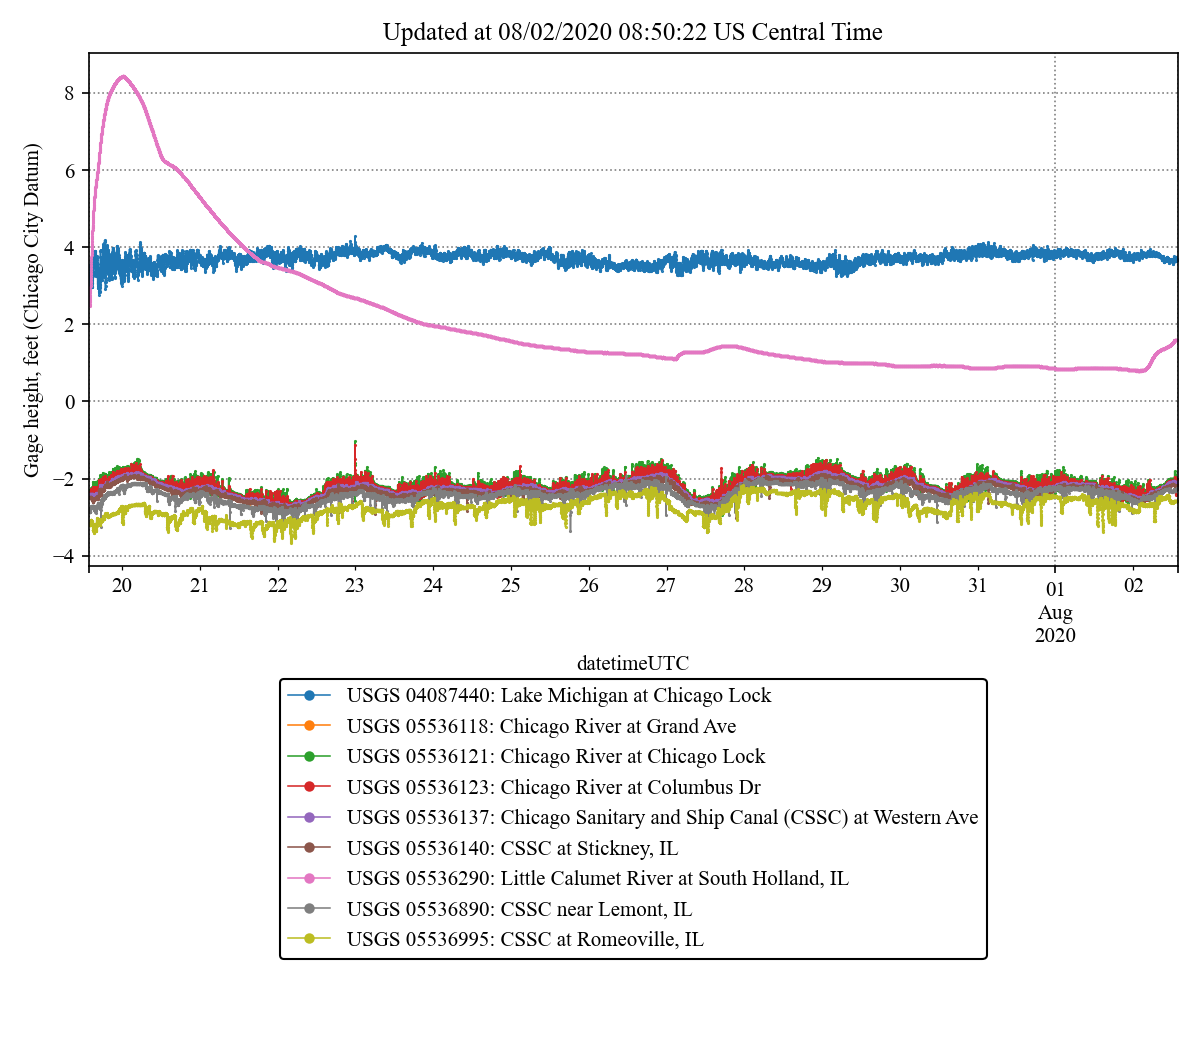 Updated at 08/02/2020 08:50:22 US Central Time
Gage height, feet (Chicago City Datum)
8
6
4
2
0
−2
−4
20 21 22 23 24 25 26 27 28 29 30 31 01 02
Aug
2020
datetimeUTC
USGS 04087440: Lake Michigan at Chicago Lock
USGS 05536118: Chicago River at Grand Ave
USGS 05536121: Chicago River at Chicago Lock
USGS 05536123: Chicago River at Columbus Dr
USGS 05536137: Chicago Sanitary and Ship Canal (CSSC) at Western Ave
USGS 05536140: CSSC at Stickney, IL
USGS 05536290: Little Calumet River at South Holland, IL
USGS 05536890: CSSC near Lemont, IL
USGS 05536995: CSSC at Romeoville, IL